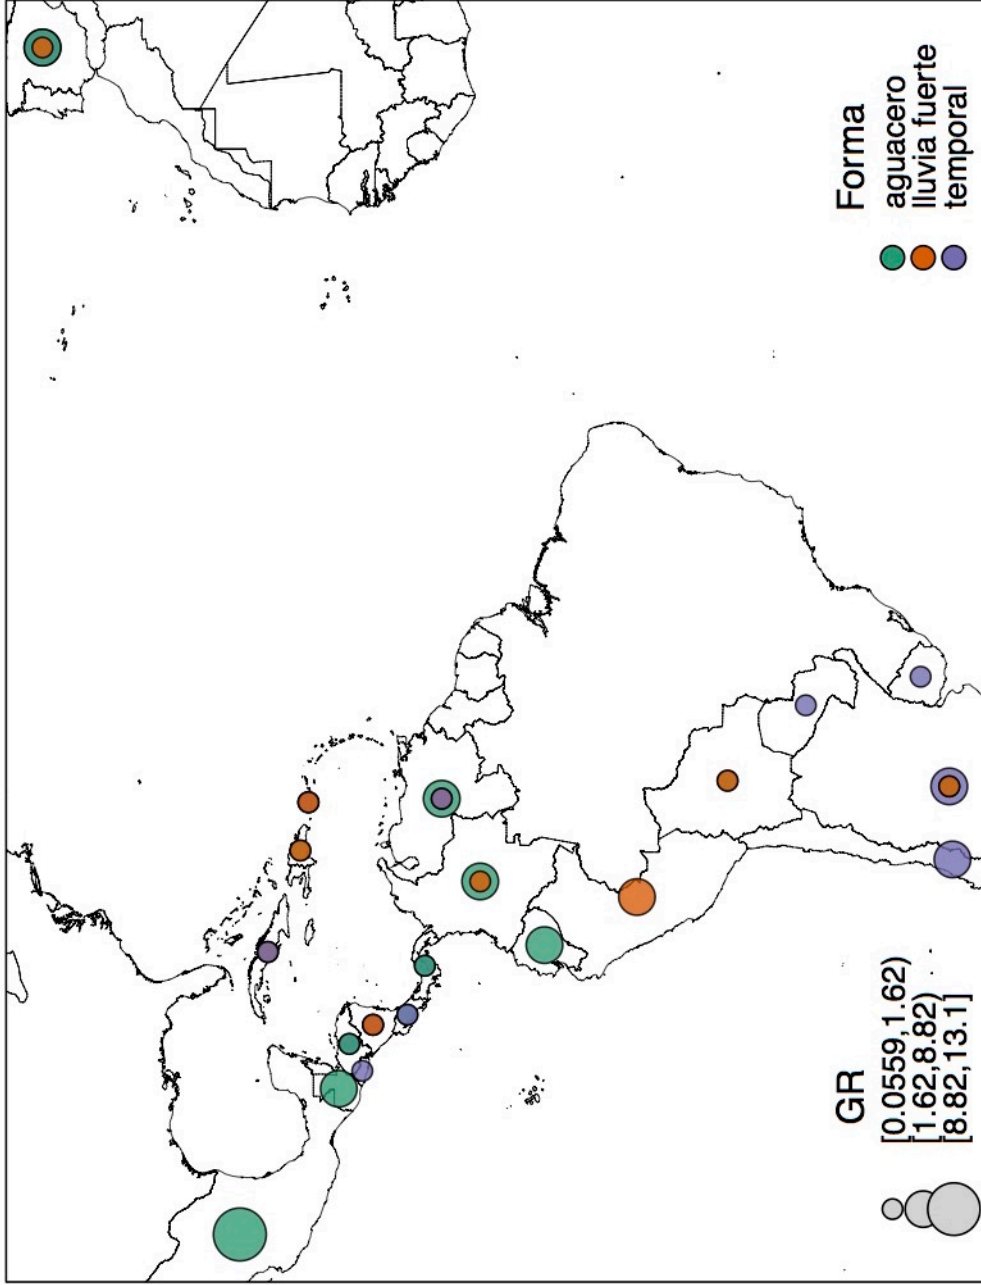 GR
[0.0559,1.62)
[1.62,8.82)
[8.82,13.1]
Forma
aguacero
lluvia fuerte
temporal